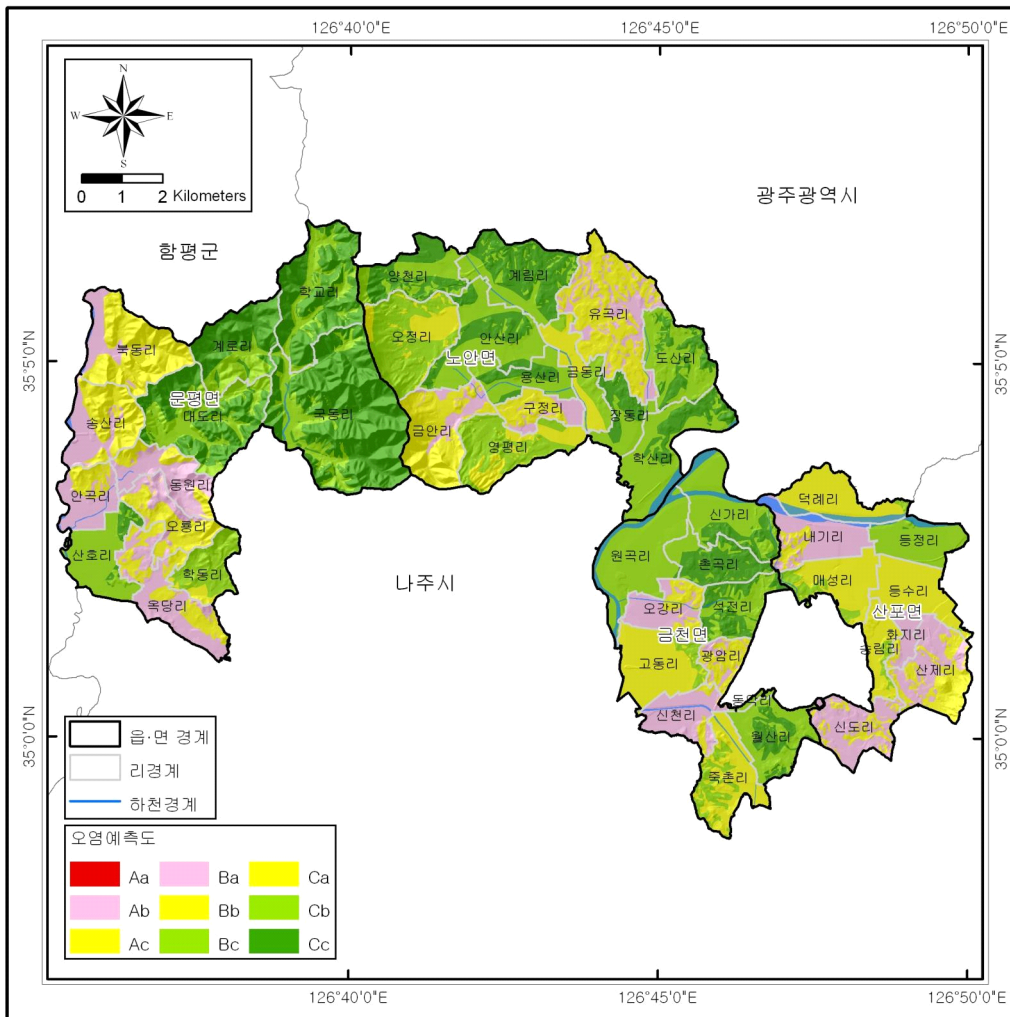 126°40'0"E
126°45'0"E
126°50'0"E
N
W
E
S
0 1 2 Kilometers
광주광역시
함평군
학교리
양천리
계림리
유곡리
북동리
계로리
오정리
안산리
도산리
35°5'0"N
35°5'0"N
노안면
금동리
용산리
문평면
대도리
국동리
송산리
구정리
장동리
금안리
영평리
학산리
동원리
안곡리
덕례리
오룡리
신가리
내기리
등정리
산호리
원곡리
촌곡리
학동리
나주시
매성리
등수리
옥당리
오강리
석전리
산포면
금천면
화지리
송림리
고동리
광암리
산제리
동악리
신천리
신도리
월산리
35°0'0"N
35°0'0"N
죽촌리
읍·면 경계
리경계
하천경계
오염예측도
Aa Ba Ca
Ab Bb Cb
Ac Bc Cc
126°40'0"E
126°45'0"E
126°50'0"E